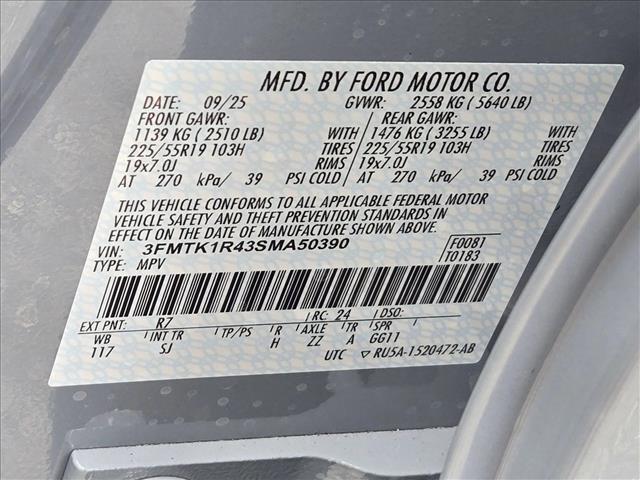 MFD. BY FORD MOTOR CO.
DATE: 09/25 GVWR: 2558 KG ( 5640 LB)
FRONT GAWR: REAR GAWR:
1139 KG ( 2510 LB) WITH 1476 KG ( 3255 LB) WITH
225/55R19 103H TIRES 225/55R19 103H TIRES
19x7.0J RIMS 19x7.0J RIMS
AT 270 kPa/ 39 PSI COLD AT 270 kPa/ 39 PSI COLD
THIS VEHICLE CONFORMS TO ALL APPLICABLE FEDERAL MOTOR
VEHICLE SAFETY AND THEFT PREVENTION STANDARDS IN
EFFECT ON THE DATE OF MANUFACTURE SHOWN ABOVE.
VIN: 3FMTK1R43SMA50390 F0081
TYPE: MPV T0183
EXT PNT: RZ RC: 24 DSO:
WB INT TR TP/PS R AXLE TR SPR
117 SJ H ZZ A GG11
UTC ▽ RU5A-1520472-AB